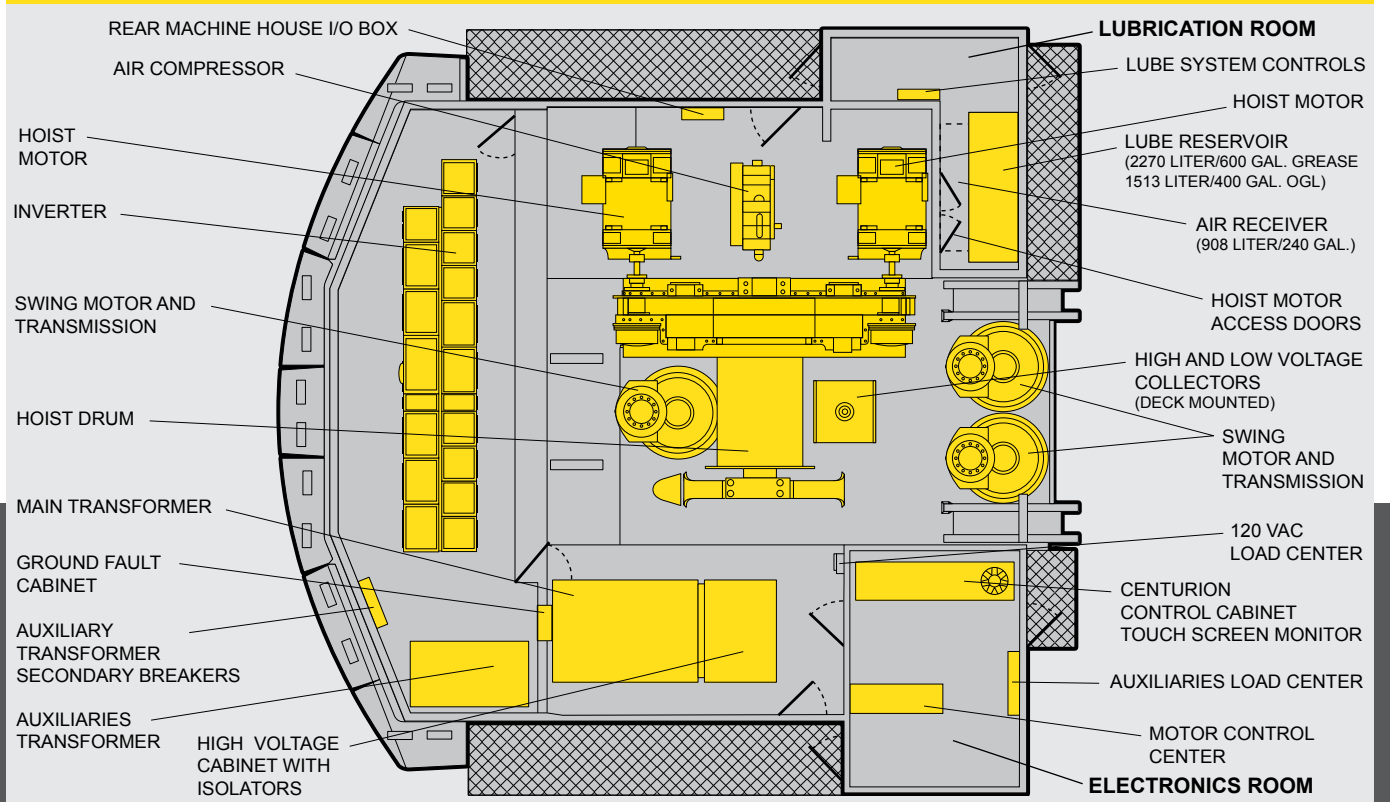 REAR MACHINE HOUSE I/O BOX
AIR COMPRESSOR
HOIST
MOTOR
INVERTER
SWING MOTOR AND
TRANSMISSION
HOIST DRUM
MAIN TRANSFORMER
GROUND FAULT
CABINET
AUXILIARY
TRANSFORMER
SECONDARY BREAKERS
AUXILIARIES
TRANSFORMER
HIGH VOLTAGE
CABINET WITH
ISOLATORS
LUBRICATION ROOM
LUBE SYSTEM CONTROLS
HOIST MOTOR
LUBE RESERVOIR
(2270 LITER/600 GAL. GREASE
1513 LITER/400 GAL. OGL)
AIR RECEIVER
(908 LITER/240 GAL.)
HOIST MOTOR
ACCESS DOORS
HIGH AND LOW VOLTAGE
COLLECTORS
(DECK MOUNTED)
SWING
MOTOR AND
TRANSMISSION
120 VAC
LOAD CENTER
CENTURION
CONTROL CABINET
TOUCH SCREEN MONITOR
AUXILIARIES LOAD CENTER
MOTOR CONTROL
CENTER
ELECTRONICS ROOM